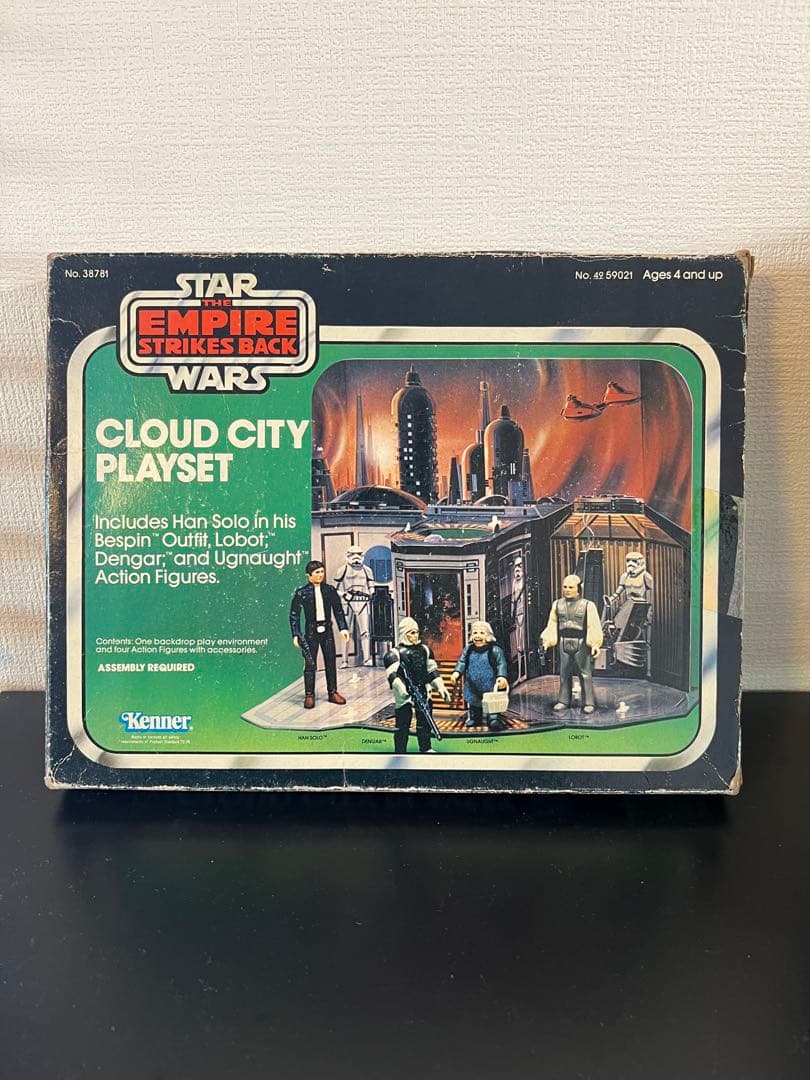 No. 38781
No. 49 59021 Ages 4 and up
STAR
THE
EMPIRE
STRIKES BACK
WARS
CLOUD CITY
PLAYSET
Includes Han Solo in his
Bespin™ Outfit, Lobot,™
Dengar,™ and Ugnaught™
Action Figures.
Contents: One backdrop play environment
and four Action Figures with accessories.
ASSEMBLY REQUIRED
Kenner
HAN SOLO™
DENGAR™
UGNAUGHT™
LOBOT™